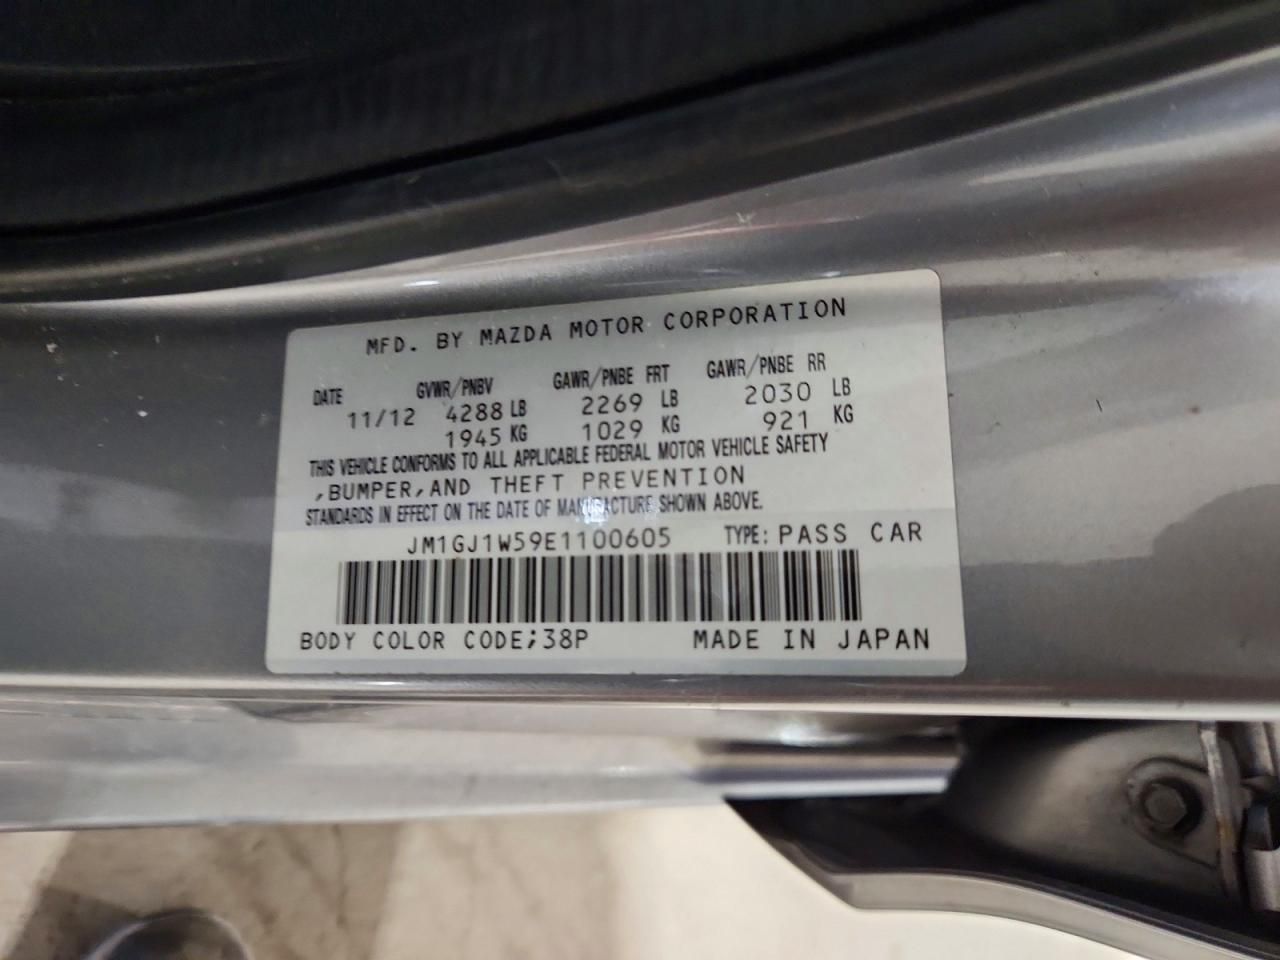 MFD. BY MAZDA MOTOR CORPORATION
DATE GVWR/PNBV GAWR/PNBE FRT GAWR/PNBE RR
11/12 4288 LB 2269 LB 2030 LB
1945 KG 1029 KG 921 KG
THIS VEHICLE CONFORMS TO ALL APPLICABLE FEDERAL MOTOR VEHICLE SAFETY
,BUMPER,AND THEFT PREVENTION
STANDARDS IN EFFECT ON THE DATE OF MANUFACTURE SHOWN ABOVE.
JM1GJ1W59E1100605 TYPE: PASS CAR
BODY COLOR CODE;38P MADE IN JAPAN